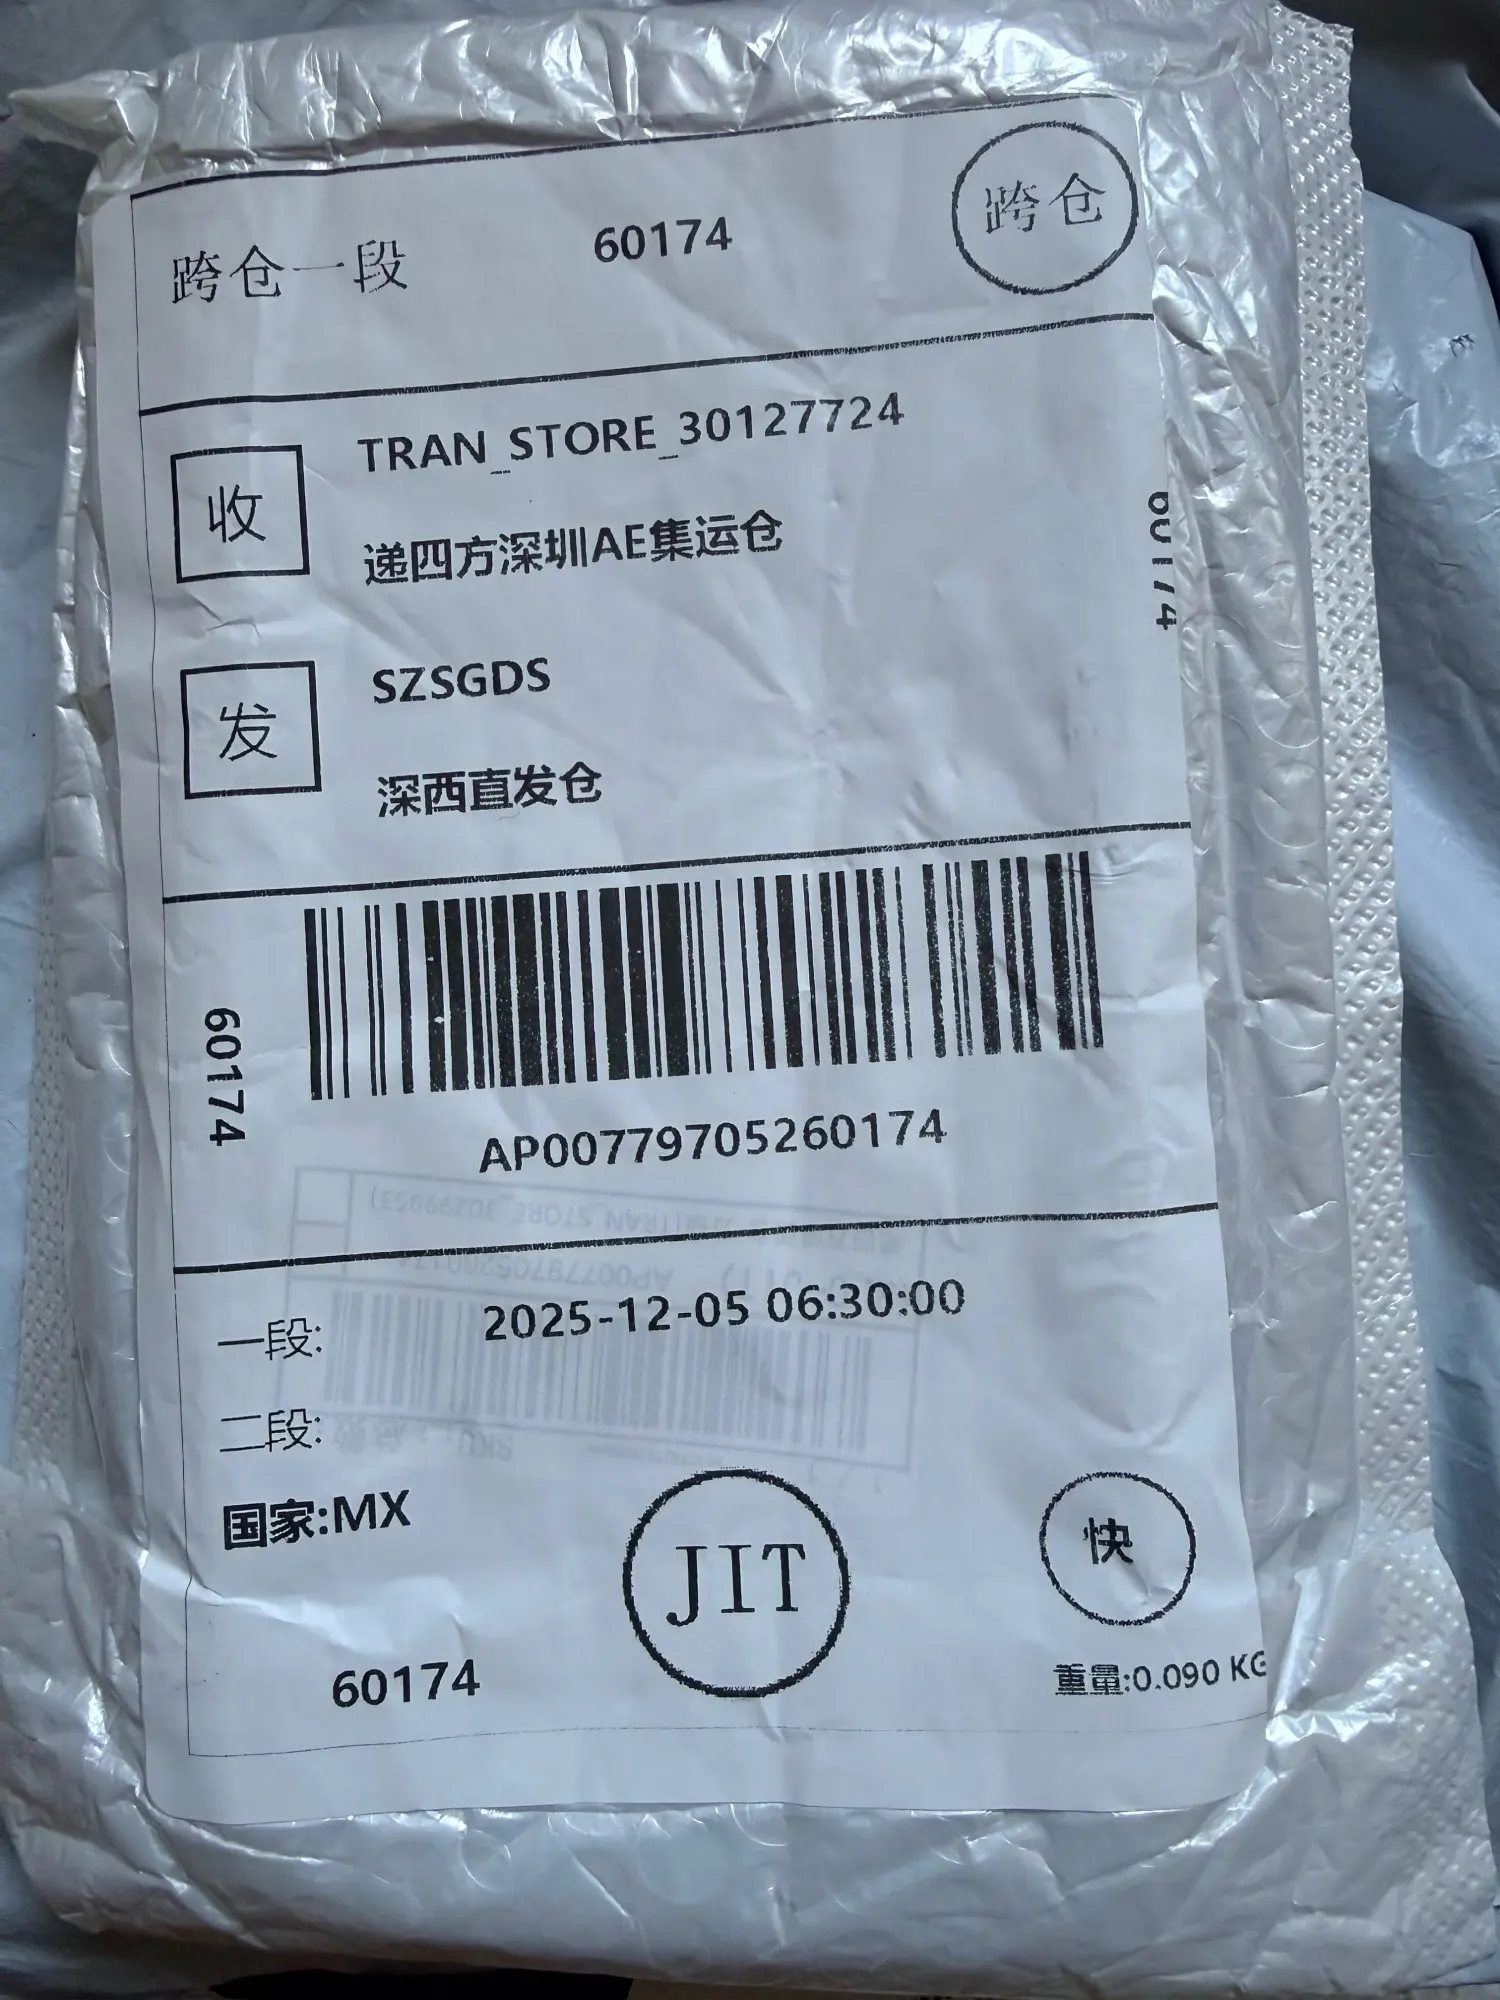 跨仓一段
60174
跨仓
收
TRAN_STORE_30127724
递四方深圳AE集运仓
60174
发
SZSGDS
深西直发仓
60174
AP00779705260174
一段:
2025-12-05 06:30:00
二段:
国家:MX
JIT
快
60174
重量:0.090 KG